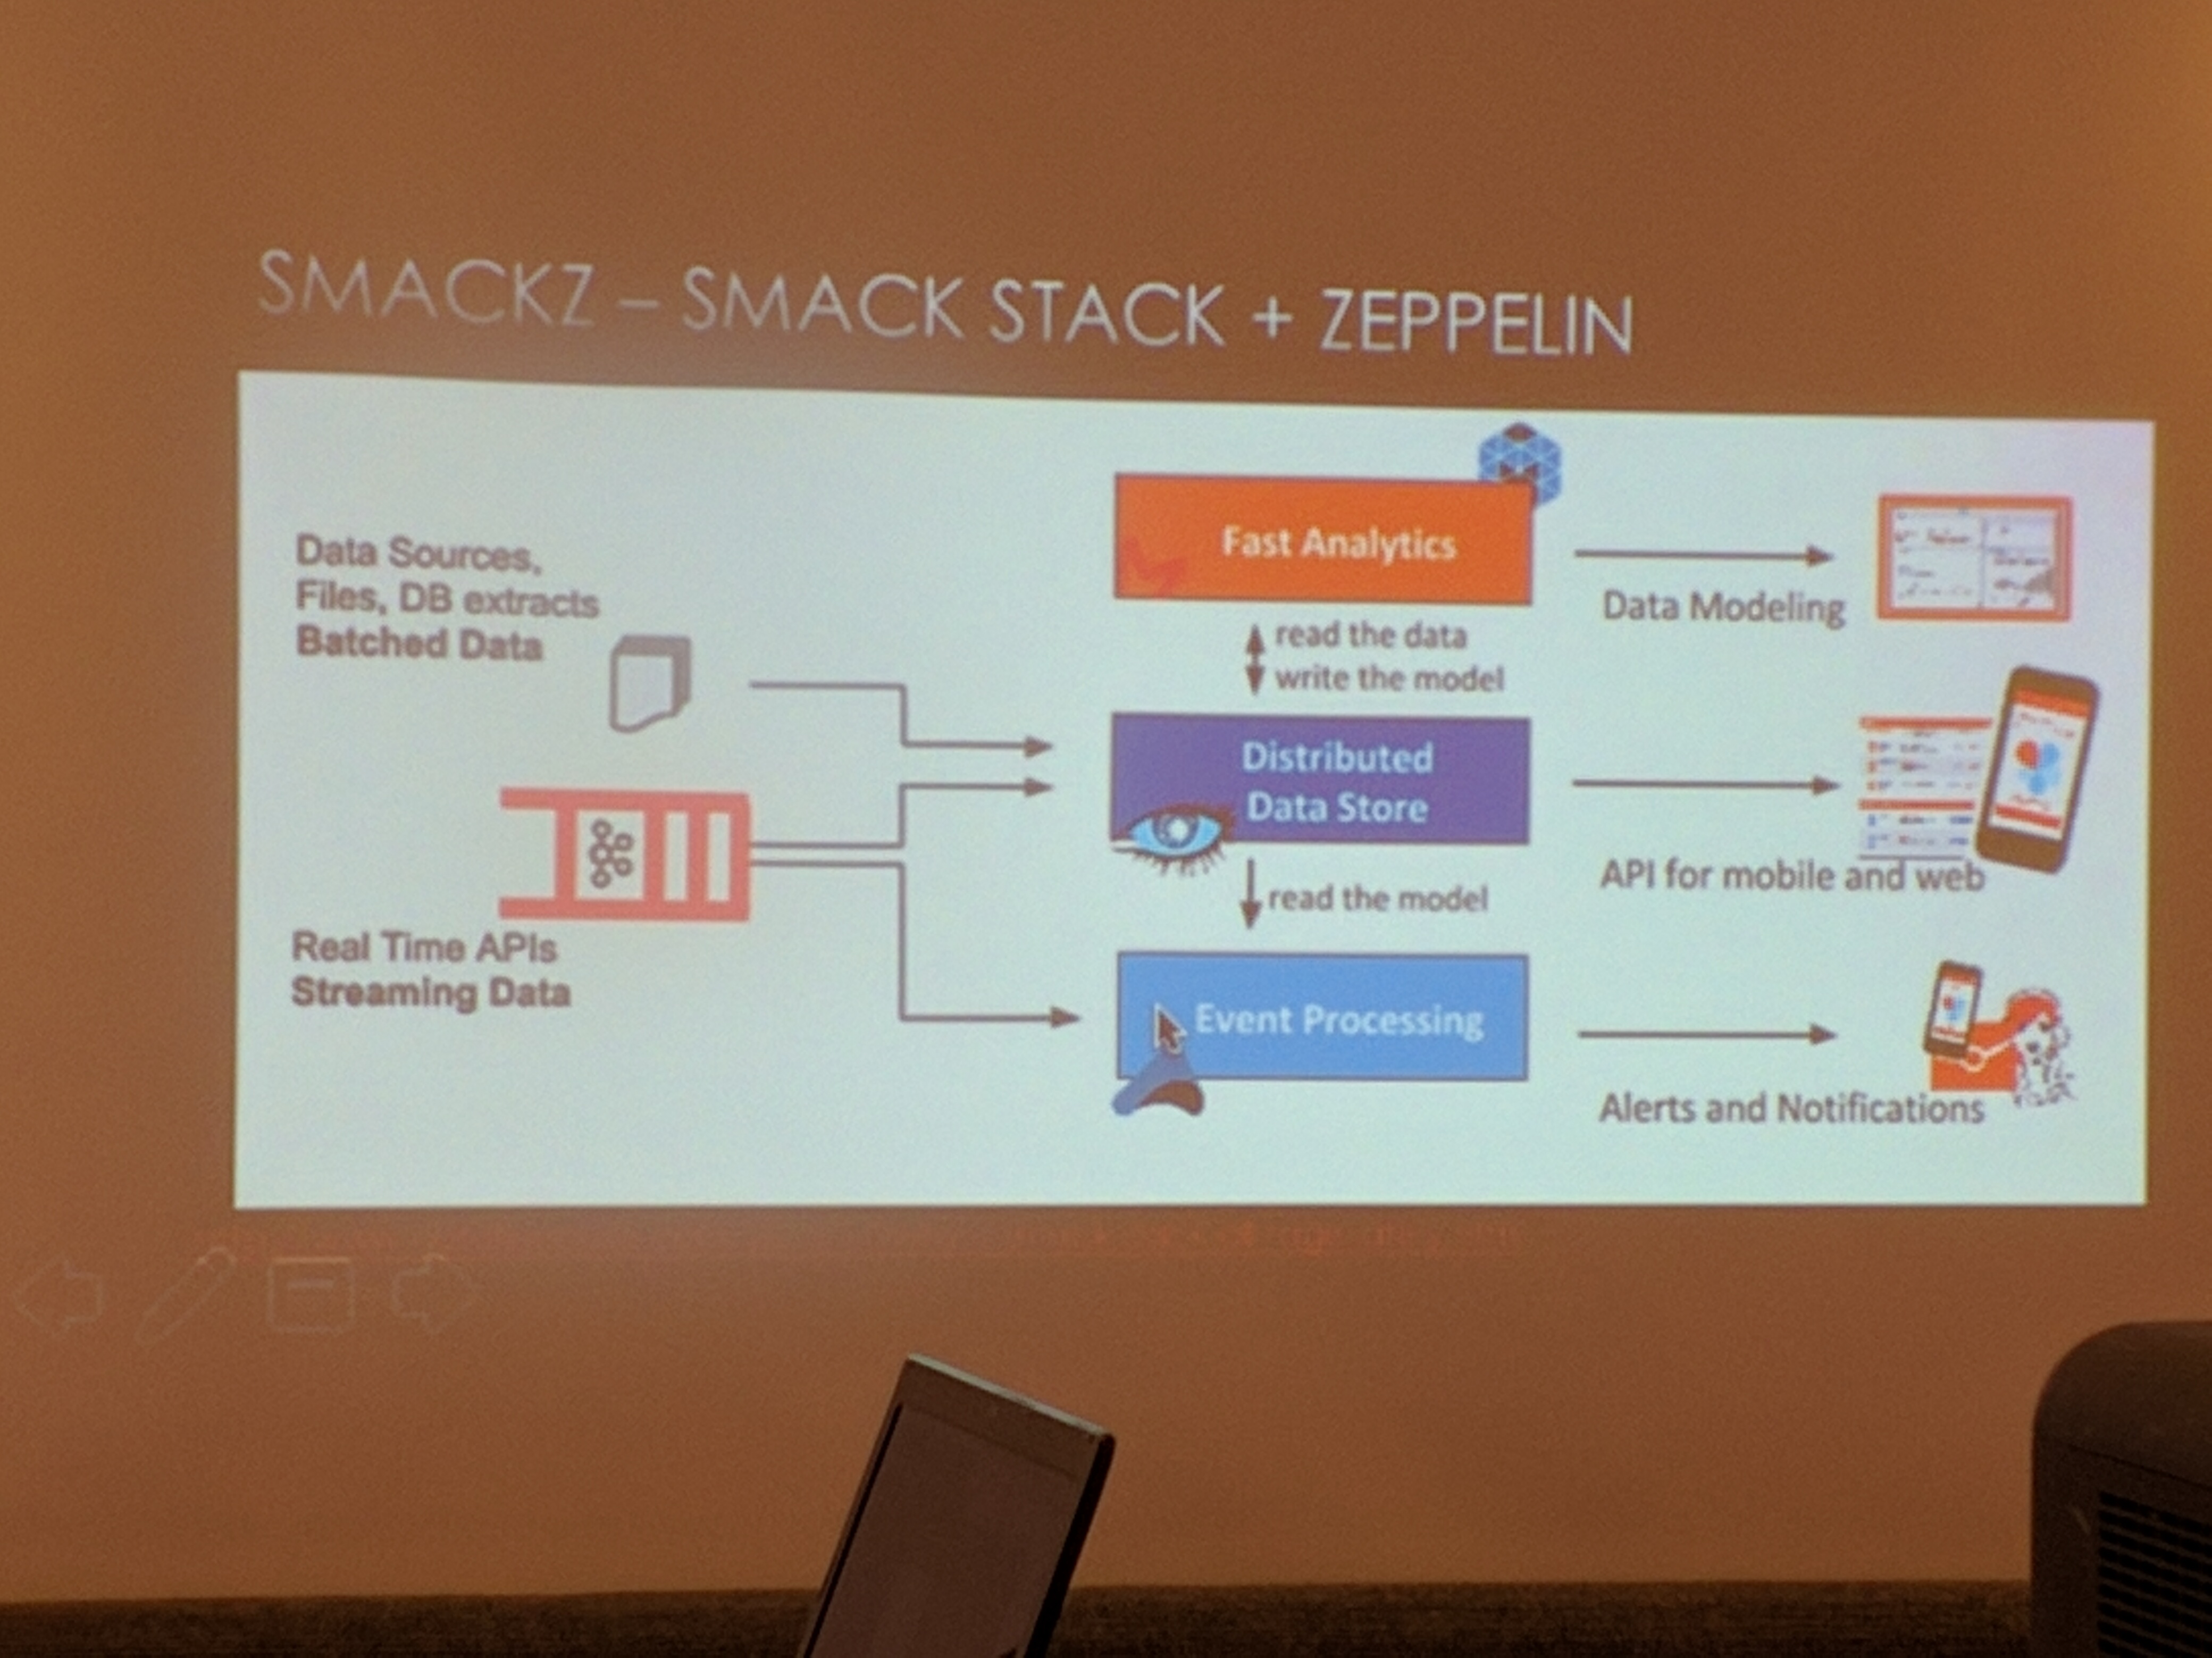 SMACKZ – SMACK STACK + ZEPPELIN
Data Sources,
Files, DB extracts
Batched Data
Real Time APIs
Streaming Data
Fast Analytics
read the data
write the model
Distributed
Data Store
read the model
Event Processing
Data Modeling
API for mobile and web
Alerts and Notifications